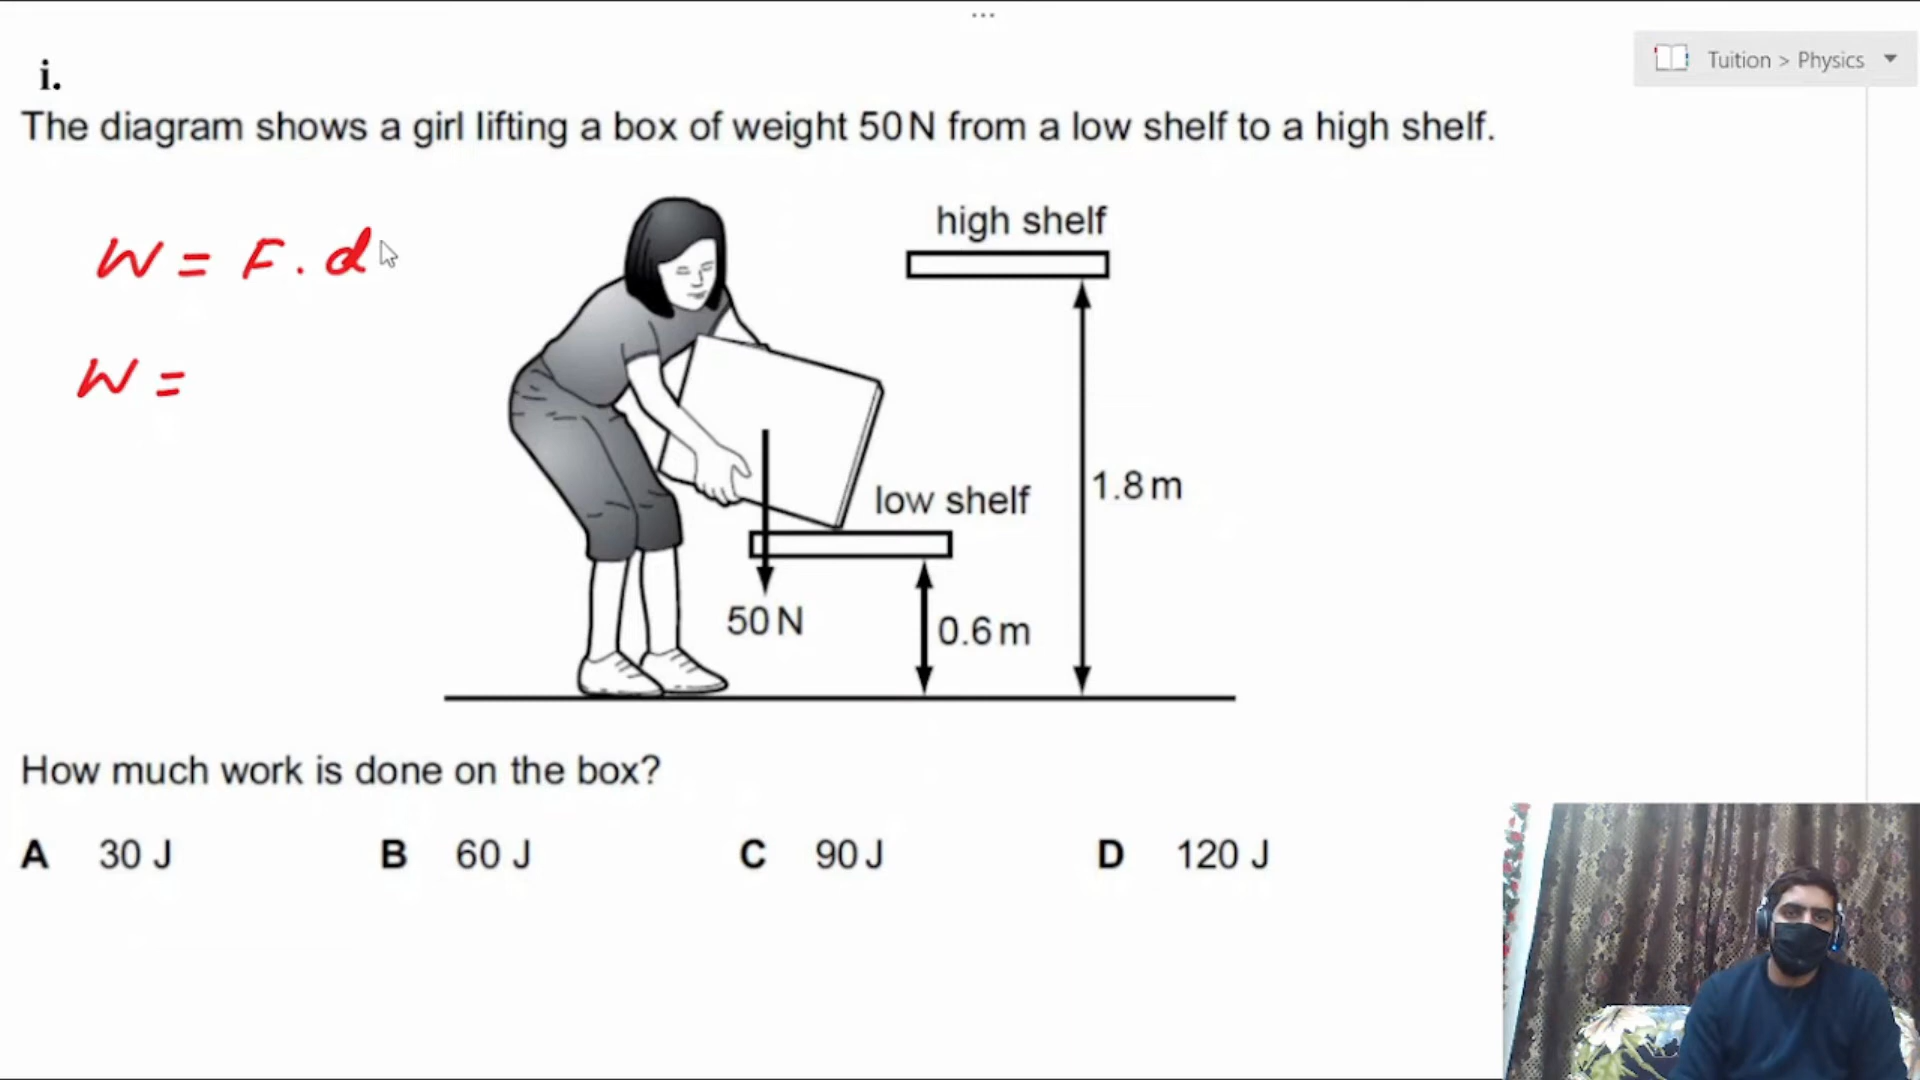 ...
Tuition > Physics
i.
The diagram shows a girl lifting a box of weight 50 N from a low shelf to a high shelf.
W = F . d
W =
high shelf
1.8 m
low shelf
50 N
0.6 m
How much work is done on the box?
A 30 J B 60 J C 90 J D 120 J